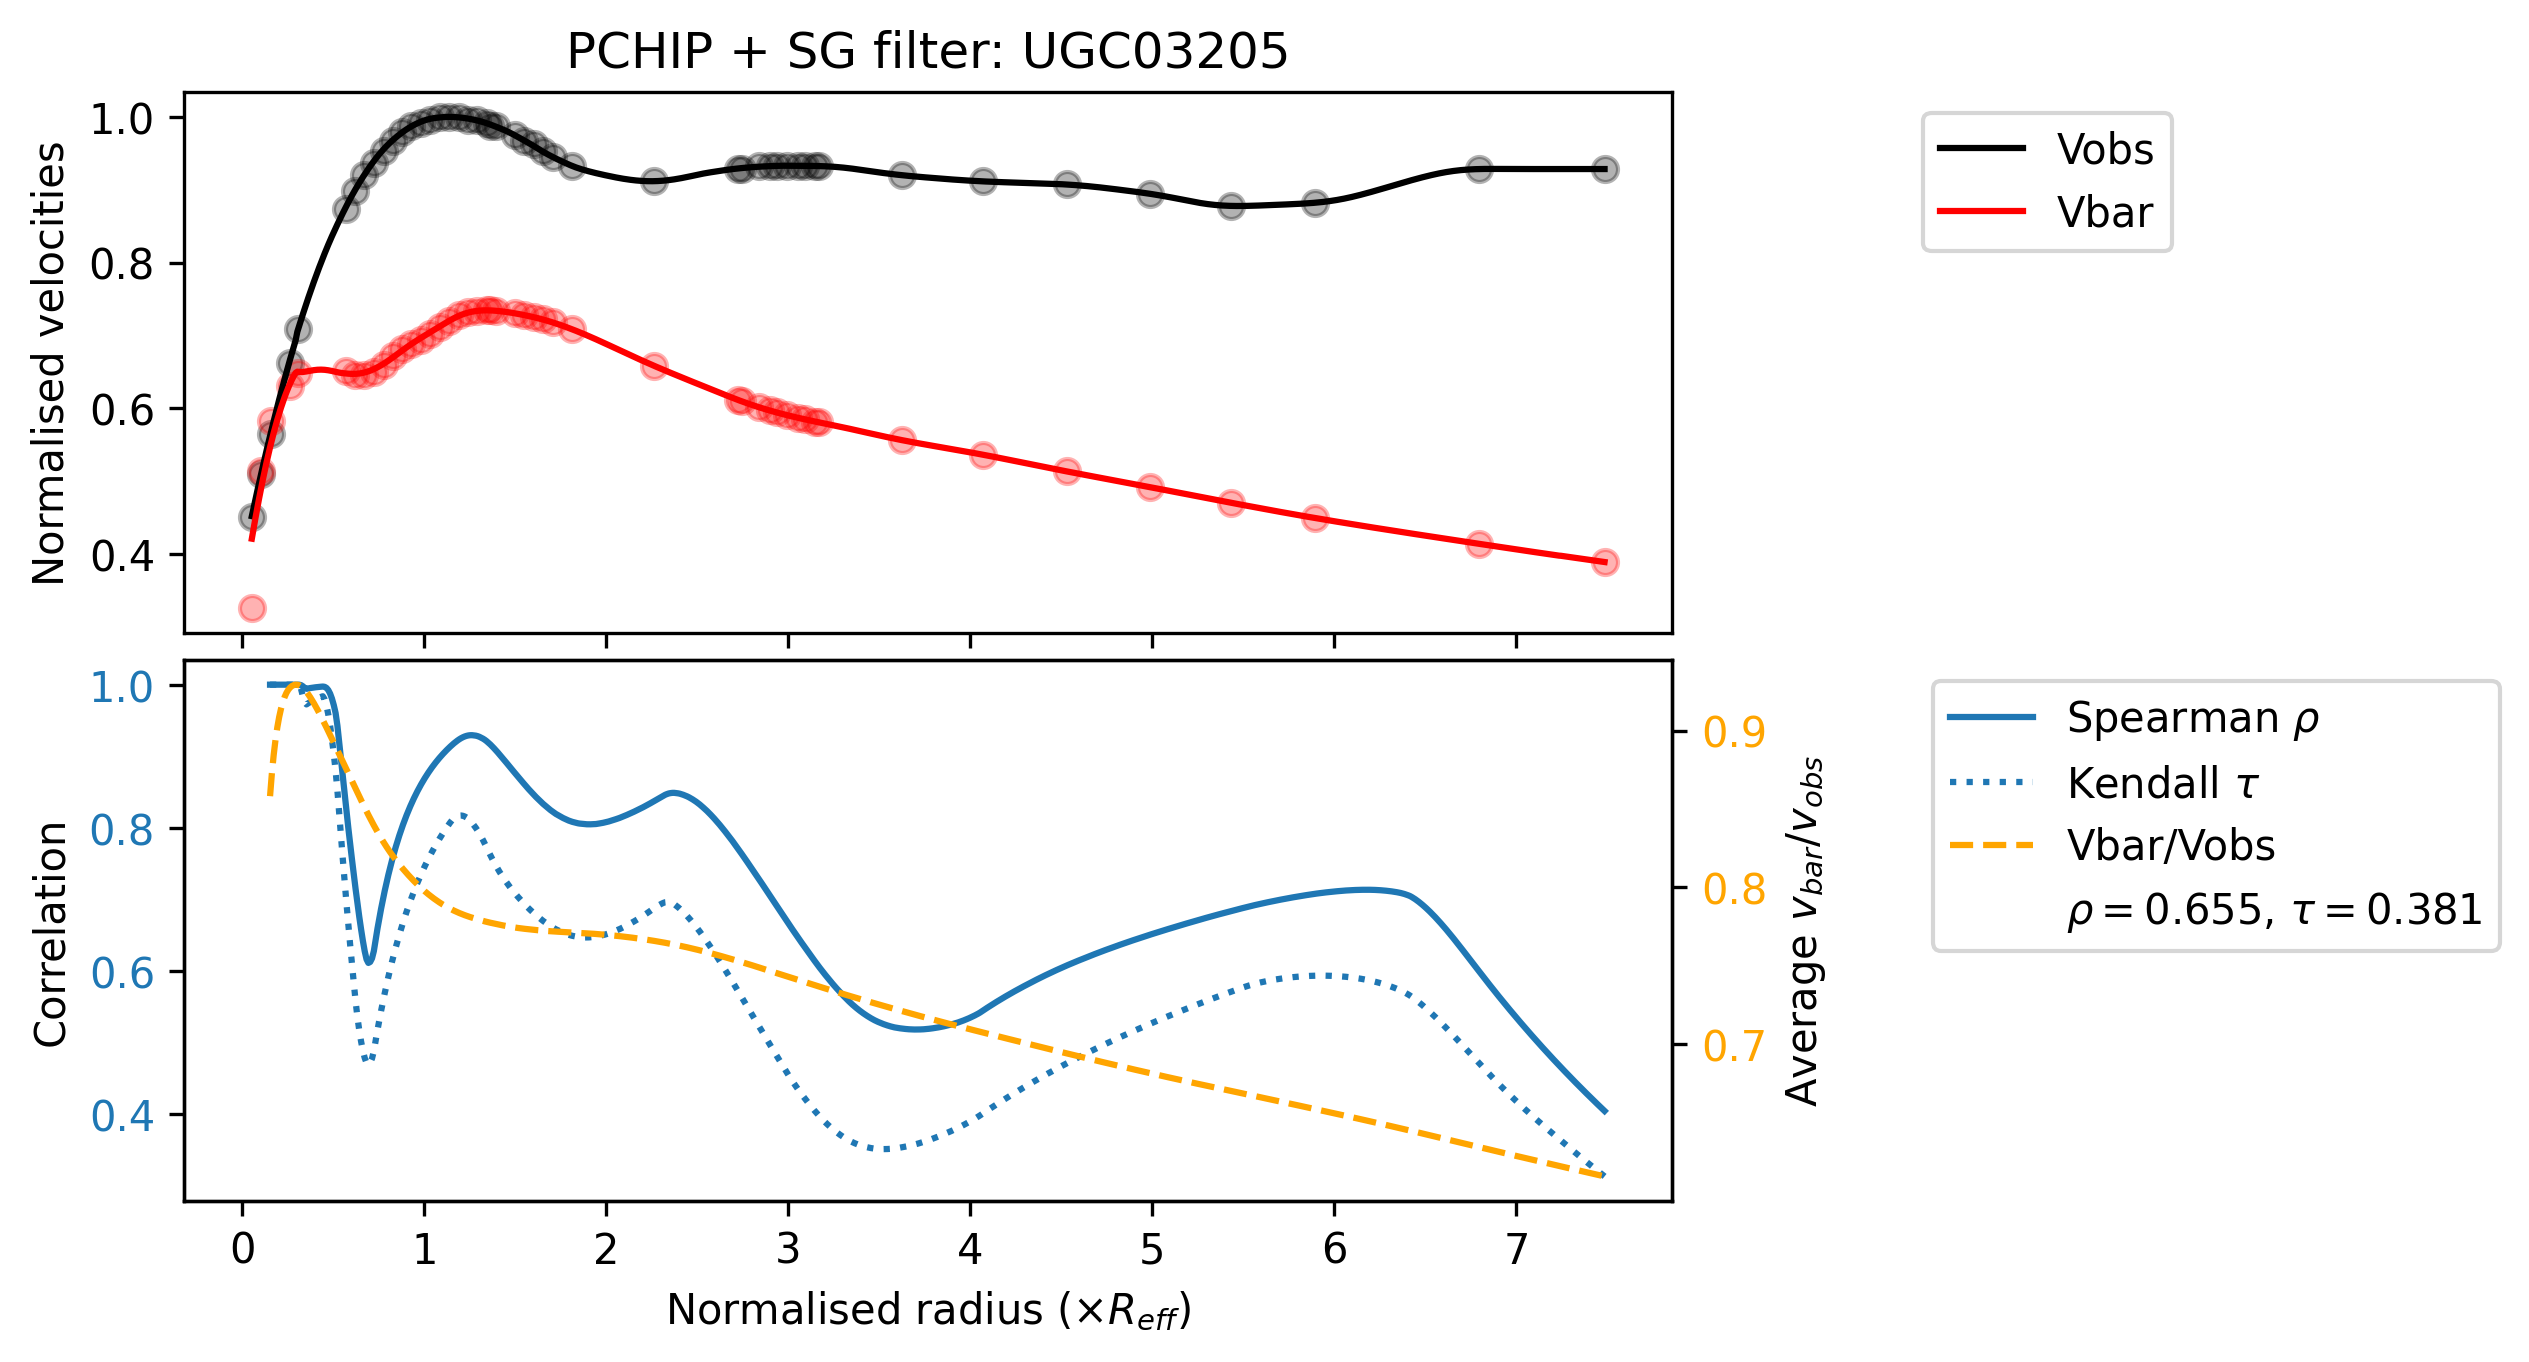 PCHIP + SG filter: UGC03205
Normalised velocities
1.0
0.8
0.6
0.4
Vobs
Vbar
Correlation
1.0
0.8
0.6
0.4
0.9
0.8
0.7
Average v_bar/v_obs
Spearman ρ
Kendall τ
Vbar/Vobs
ρ = 0.655, τ = 0.381
0 1 2 3 4 5 6 7
Normalised radius (×R_eff)